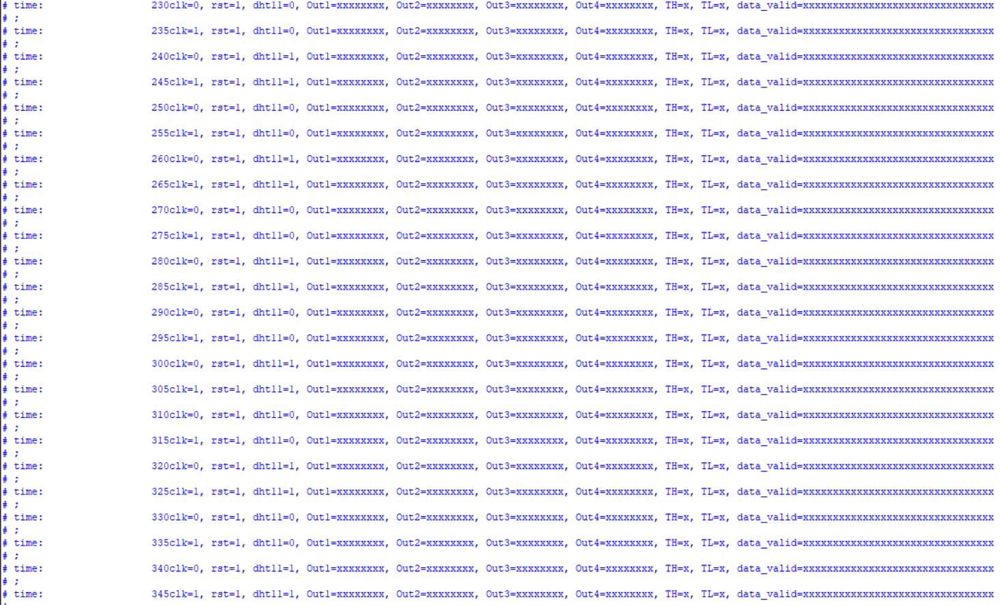 # time:                  230clk=0, rst=1, dht11=0, Out1=xxxxxxxx, Out2=xxxxxxxx, Out3=xxxxxxxx, Out4=xxxxxxxx, TH=x, TL=x, data_valid=xxxxxxxxxxxxxxxxxxxxxxxxxxxxxxxx
# ;
# time:                  235clk=1, rst=1, dht11=0, Out1=xxxxxxxx, Out2=xxxxxxxx, Out3=xxxxxxxx, Out4=xxxxxxxx, TH=x, TL=x, data_valid=xxxxxxxxxxxxxxxxxxxxxxxxxxxxxxxx
# ;
# time:                  240clk=0, rst=1, dht11=1, Out1=xxxxxxxx, Out2=xxxxxxxx, Out3=xxxxxxxx, Out4=xxxxxxxx, TH=x, TL=x, data_valid=xxxxxxxxxxxxxxxxxxxxxxxxxxxxxxxx
# ;
# time:                  245clk=1, rst=1, dht11=1, Out1=xxxxxxxx, Out2=xxxxxxxx, Out3=xxxxxxxx, Out4=xxxxxxxx, TH=x, TL=x, data_valid=xxxxxxxxxxxxxxxxxxxxxxxxxxxxxxxx
# ;
# time:                  250clk=0, rst=1, dht11=0, Out1=xxxxxxxx, Out2=xxxxxxxx, Out3=xxxxxxxx, Out4=xxxxxxxx, TH=x, TL=x, data_valid=xxxxxxxxxxxxxxxxxxxxxxxxxxxxxxxx
# ;
# time:                  255clk=1, rst=1, dht11=0, Out1=xxxxxxxx, Out2=xxxxxxxx, Out3=xxxxxxxx, Out4=xxxxxxxx, TH=x, TL=x, data_valid=xxxxxxxxxxxxxxxxxxxxxxxxxxxxxxxx
# ;
# time:                  260clk=0, rst=1, dht11=1, Out1=xxxxxxxx, Out2=xxxxxxxx, Out3=xxxxxxxx, Out4=xxxxxxxx, TH=x, TL=x, data_valid=xxxxxxxxxxxxxxxxxxxxxxxxxxxxxxxx
# ;
# time:                  265clk=1, rst=1, dht11=1, Out1=xxxxxxxx, Out2=xxxxxxxx, Out3=xxxxxxxx, Out4=xxxxxxxx, TH=x, TL=x, data_valid=xxxxxxxxxxxxxxxxxxxxxxxxxxxxxxxx
# ;
# time:                  270clk=0, rst=1, dht11=0, Out1=xxxxxxxx, Out2=xxxxxxxx, Out3=xxxxxxxx, Out4=xxxxxxxx, TH=x, TL=x, data_valid=xxxxxxxxxxxxxxxxxxxxxxxxxxxxxxxx
# ;
# time:                  275clk=1, rst=1, dht11=0, Out1=xxxxxxxx, Out2=xxxxxxxx, Out3=xxxxxxxx, Out4=xxxxxxxx, TH=x, TL=x, data_valid=xxxxxxxxxxxxxxxxxxxxxxxxxxxxxxxx
# ;
# time:                  280clk=0, rst=1, dht11=1, Out1=xxxxxxxx, Out2=xxxxxxxx, Out3=xxxxxxxx, Out4=xxxxxxxx, TH=x, TL=x, data_valid=xxxxxxxxxxxxxxxxxxxxxxxxxxxxxxxx
# ;
# time:                  285clk=1, rst=1, dht11=1, Out1=xxxxxxxx, Out2=xxxxxxxx, Out3=xxxxxxxx, Out4=xxxxxxxx, TH=x, TL=x, data_valid=xxxxxxxxxxxxxxxxxxxxxxxxxxxxxxxx
# ;
# time:                  290clk=0, rst=1, dht11=0, Out1=xxxxxxxx, Out2=xxxxxxxx, Out3=xxxxxxxx, Out4=xxxxxxxx, TH=x, TL=x, data_valid=xxxxxxxxxxxxxxxxxxxxxxxxxxxxxxxx
# ;
# time:                  295clk=1, rst=1, dht11=0, Out1=xxxxxxxx, Out2=xxxxxxxx, Out3=xxxxxxxx, Out4=xxxxxxxx, TH=x, TL=x, data_valid=xxxxxxxxxxxxxxxxxxxxxxxxxxxxxxxx
# ;
# time:                  300clk=0, rst=1, dht11=1, Out1=xxxxxxxx, Out2=xxxxxxxx, Out3=xxxxxxxx, Out4=xxxxxxxx, TH=x, TL=x, data_valid=xxxxxxxxxxxxxxxxxxxxxxxxxxxxxxxx
# ;
# time:                  305clk=1, rst=1, dht11=1, Out1=xxxxxxxx, Out2=xxxxxxxx, Out3=xxxxxxxx, Out4=xxxxxxxx, TH=x, TL=x, data_valid=xxxxxxxxxxxxxxxxxxxxxxxxxxxxxxxx
# ;
# time:                  310clk=0, rst=1, dht11=0, Out1=xxxxxxxx, Out2=xxxxxxxx, Out3=xxxxxxxx, Out4=xxxxxxxx, TH=x, TL=x, data_valid=xxxxxxxxxxxxxxxxxxxxxxxxxxxxxxxx
# ;
# time:                  315clk=1, rst=1, dht11=0, Out1=xxxxxxxx, Out2=xxxxxxxx, Out3=xxxxxxxx, Out4=xxxxxxxx, TH=x, TL=x, data_valid=xxxxxxxxxxxxxxxxxxxxxxxxxxxxxxxx
# ;
# time:                  320clk=0, rst=1, dht11=1, Out1=xxxxxxxx, Out2=xxxxxxxx, Out3=xxxxxxxx, Out4=xxxxxxxx, TH=x, TL=x, data_valid=xxxxxxxxxxxxxxxxxxxxxxxxxxxxxxxx
# ;
# time:                  325clk=1, rst=1, dht11=1, Out1=xxxxxxxx, Out2=xxxxxxxx, Out3=xxxxxxxx, Out4=xxxxxxxx, TH=x, TL=x, data_valid=xxxxxxxxxxxxxxxxxxxxxxxxxxxxxxxx
# ;
# time:                  330clk=0, rst=1, dht11=0, Out1=xxxxxxxx, Out2=xxxxxxxx, Out3=xxxxxxxx, Out4=xxxxxxxx, TH=x, TL=x, data_valid=xxxxxxxxxxxxxxxxxxxxxxxxxxxxxxxx
# ;
# time:                  335clk=1, rst=1, dht11=0, Out1=xxxxxxxx, Out2=xxxxxxxx, Out3=xxxxxxxx, Out4=xxxxxxxx, TH=x, TL=x, data_valid=xxxxxxxxxxxxxxxxxxxxxxxxxxxxxxxx
# ;
# time:                  340clk=0, rst=1, dht11=1, Out1=xxxxxxxx, Out2=xxxxxxxx, Out3=xxxxxxxx, Out4=xxxxxxxx, TH=x, TL=x, data_valid=xxxxxxxxxxxxxxxxxxxxxxxxxxxxxxxx
# ;
# time:                  345clk=1, rst=1, dht11=1, Out1=xxxxxxxx, Out2=xxxxxxxx, Out3=xxxxxxxx, Out4=xxxxxxxx, TH=x, TL=x, data_valid=xxxxxxxxxxxxxxxxxxxxxxxxxxxxxxxx